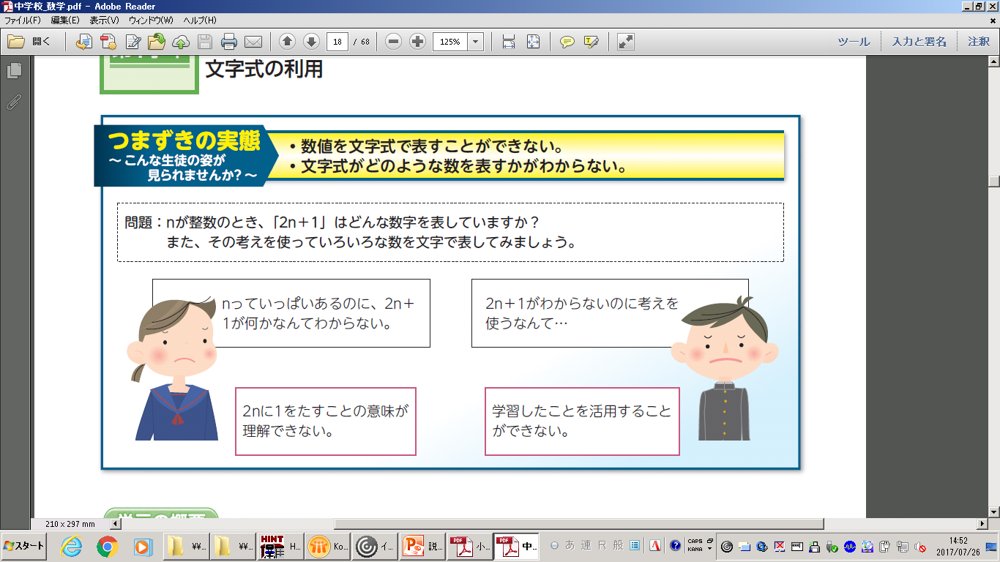 中学校_数学.pdf - Adobe Reader
ファイル(F) 編集(E) 表示(V) ウィンドウ(W) ヘルプ(H)
開く 18 / 68 125% ツール 入力と署名 注釈
文字式の利用
つまずきの実態
～こんな生徒の姿が
見られませんか？～
・数値を文字式で表すことができない。
・文字式がどのような数を表すかがわからない。
問題：nが整数のとき、「2n＋1」はどんな数字を表していますか？
また、その考えを使っていろいろな数を文字で表してみましょう。
nっていっぱいあるのに、2n＋
1が何かなんてわからない。
2n＋1がわからないのに考えを
使うなんて…
2nに1をたすことの意味が
理解できない。
学習したことを活用すること
ができない。
210 x 297 mm
スタート ¥¥... ¥¥... HINT H... Ko... イ... 説... 小... 中... あ 連 R 般 CAPS KANA 14:52
2017/07/26